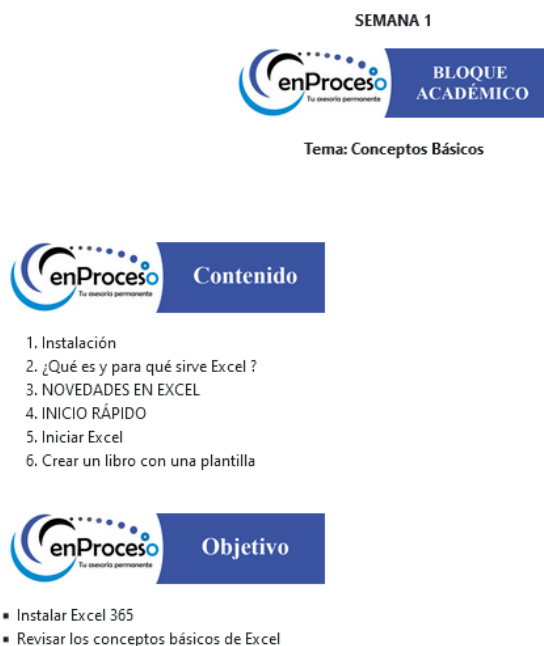 SEMANA 1
enProceso
Tu asesoría permanente
BLOQUE
ACADÉMICO
Tema: Conceptos Básicos
enProceso
Tu asesoría permanente
Contenido
1. Instalación
2. ¿Qué es y para qué sirve Excel ?
3. NOVEDADES EN EXCEL
4. INICIO RÁPIDO
5. Iniciar Excel
6. Crear un libro con una plantilla
enProceso
Tu asesoría permanente
Objetivo
▪ Instalar Excel 365
▪ Revisar los conceptos básicos de Excel